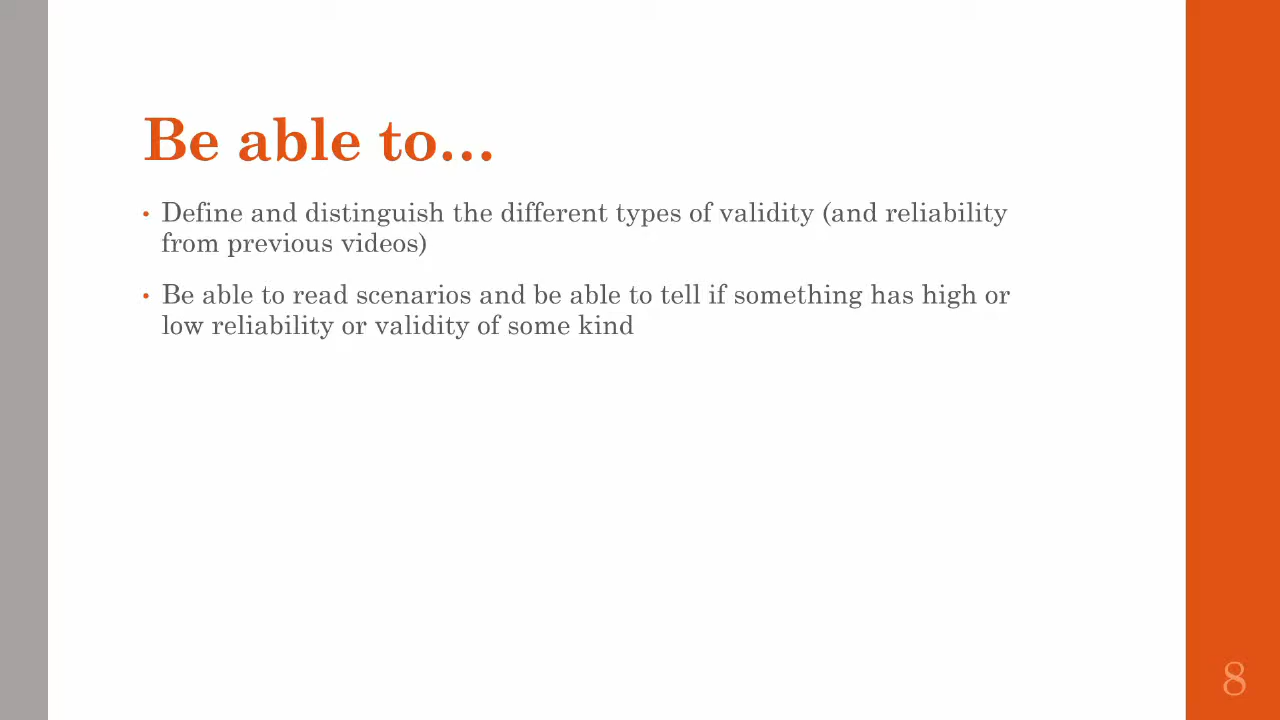 Be able to…
• Define and distinguish the different types of validity (and reliability
from previous videos)
• Be able to read scenarios and be able to tell if something has high or
low reliability or validity of some kind
8